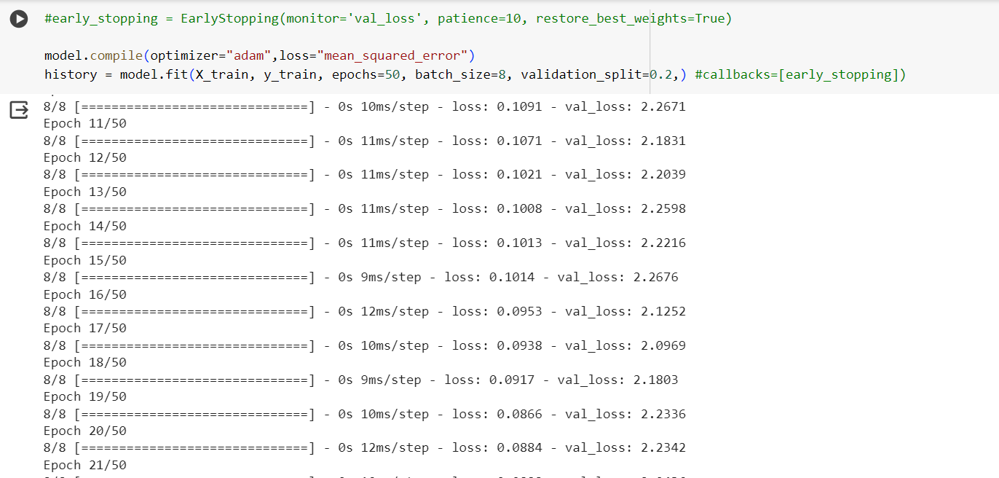 #early_stopping = EarlyStopping(monitor='val_loss', patience=10, restore_best_weights=True)
model.compile(optimizer="adam",loss="mean_squared_error")
history = model.fit(X_train, y_train, epochs=50, batch_size=8, validation_split=0.2,) #callbacks=[early_stopping])
8/8 [==============================] - 0s 10ms/step - loss: 0.1091 - val_loss: 2.2671
Epoch 11/50
8/8 [==============================] - 0s 11ms/step - loss: 0.1071 - val_loss: 2.1831
Epoch 12/50
8/8 [==============================] - 0s 11ms/step - loss: 0.1021 - val_loss: 2.2039
Epoch 13/50
8/8 [==============================] - 0s 11ms/step - loss: 0.1008 - val_loss: 2.2598
Epoch 14/50
8/8 [==============================] - 0s 11ms/step - loss: 0.1013 - val_loss: 2.2216
Epoch 15/50
8/8 [==============================] - 0s 9ms/step - loss: 0.1014 - val_loss: 2.2676
Epoch 16/50
8/8 [==============================] - 0s 12ms/step - loss: 0.0953 - val_loss: 2.1252
Epoch 17/50
8/8 [==============================] - 0s 10ms/step - loss: 0.0938 - val_loss: 2.0969
Epoch 18/50
8/8 [==============================] - 0s 9ms/step - loss: 0.0917 - val_loss: 2.1803
Epoch 19/50
8/8 [==============================] - 0s 10ms/step - loss: 0.0866 - val_loss: 2.2336
Epoch 20/50
8/8 [==============================] - 0s 12ms/step - loss: 0.0884 - val_loss: 2.2342
Epoch 21/50